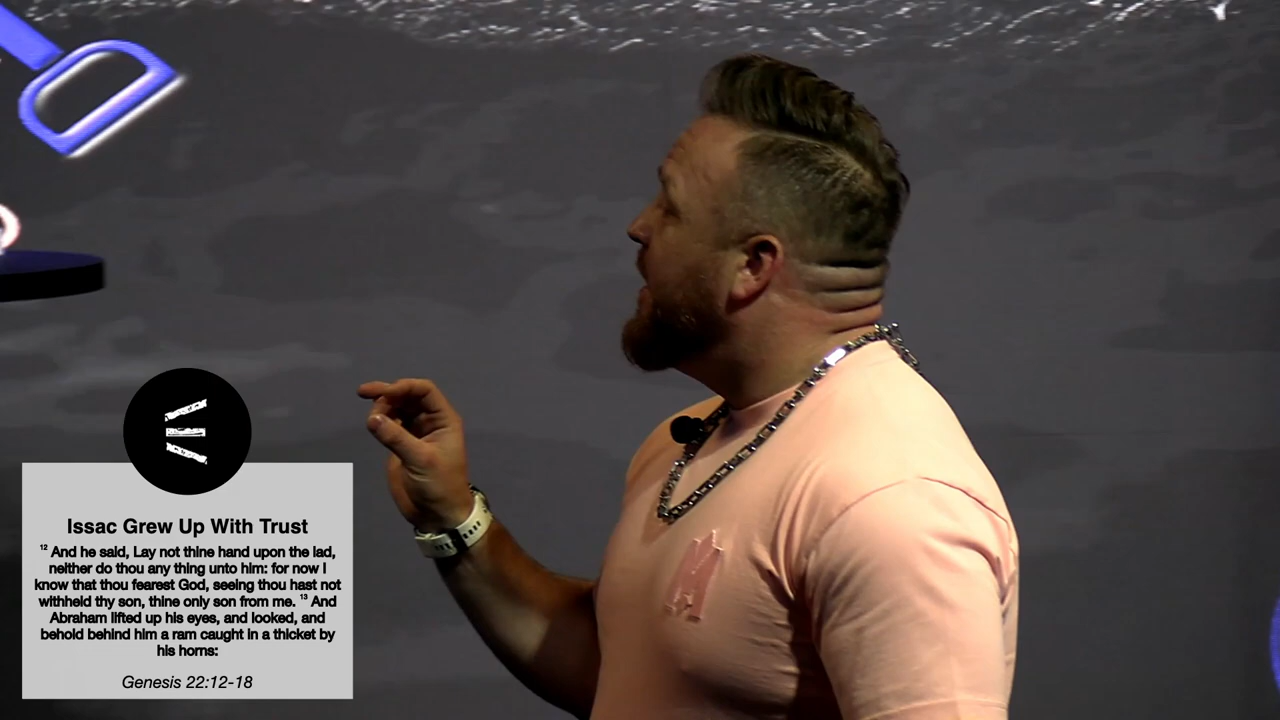 Issac Grew Up With Trust
12 And he said, Lay not thine hand upon the lad,
neither do thou any thing unto him: for now I
know that thou fearest God, seeing thou hast not
withheld thy son, thine only son from me. 13 And
Abraham lifted up his eyes, and looked, and
behold behind him a ram caught in a thicket by
his horns:
Genesis 22:12-18
M